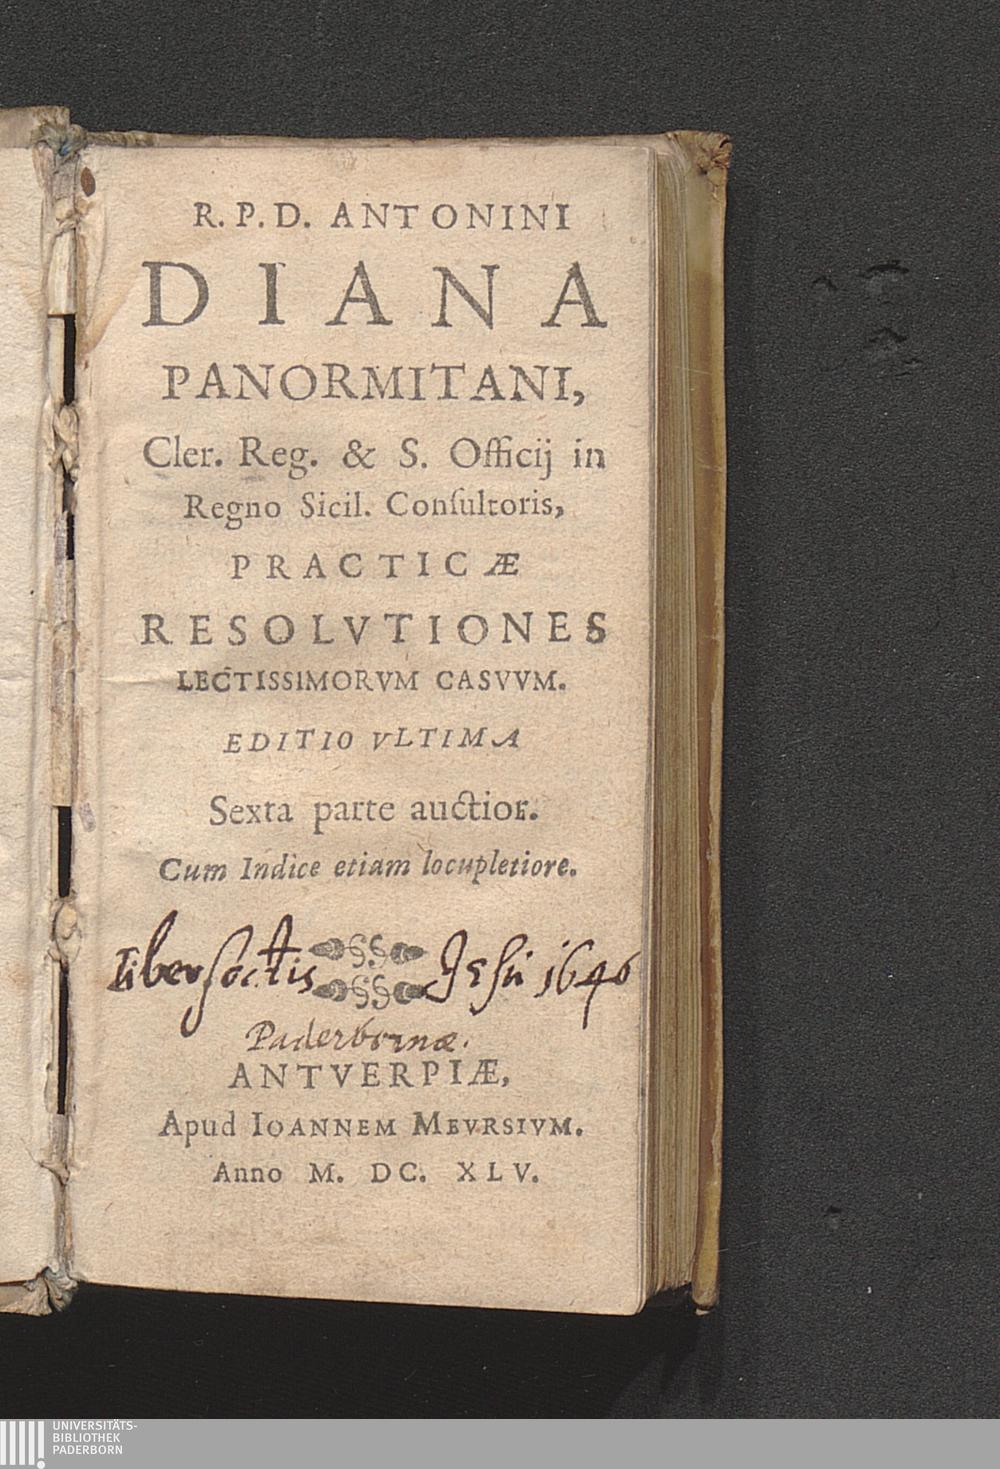 R. P. D. ANTONINI
DIANA
PANORMITANI,
Cler. Reg. & S. Officij in
Regno Sicil. Conſultoris,
PRACTICÆ
RESOLVTIONES
LECTISSIMORVM CASVVM.
EDITIO VLTIMA
Sexta parte auctior.
Cum Indice etiam locupletiore.
Liber Soctis Jesu 1646
Paderbornæ.
ANTVERPIÆ,
Apud IOANNEM MEVRSIVM.
Anno M. DC. XLV.
UNIVERSITÄTS-
BIBLIOTHEK
PADERBORN